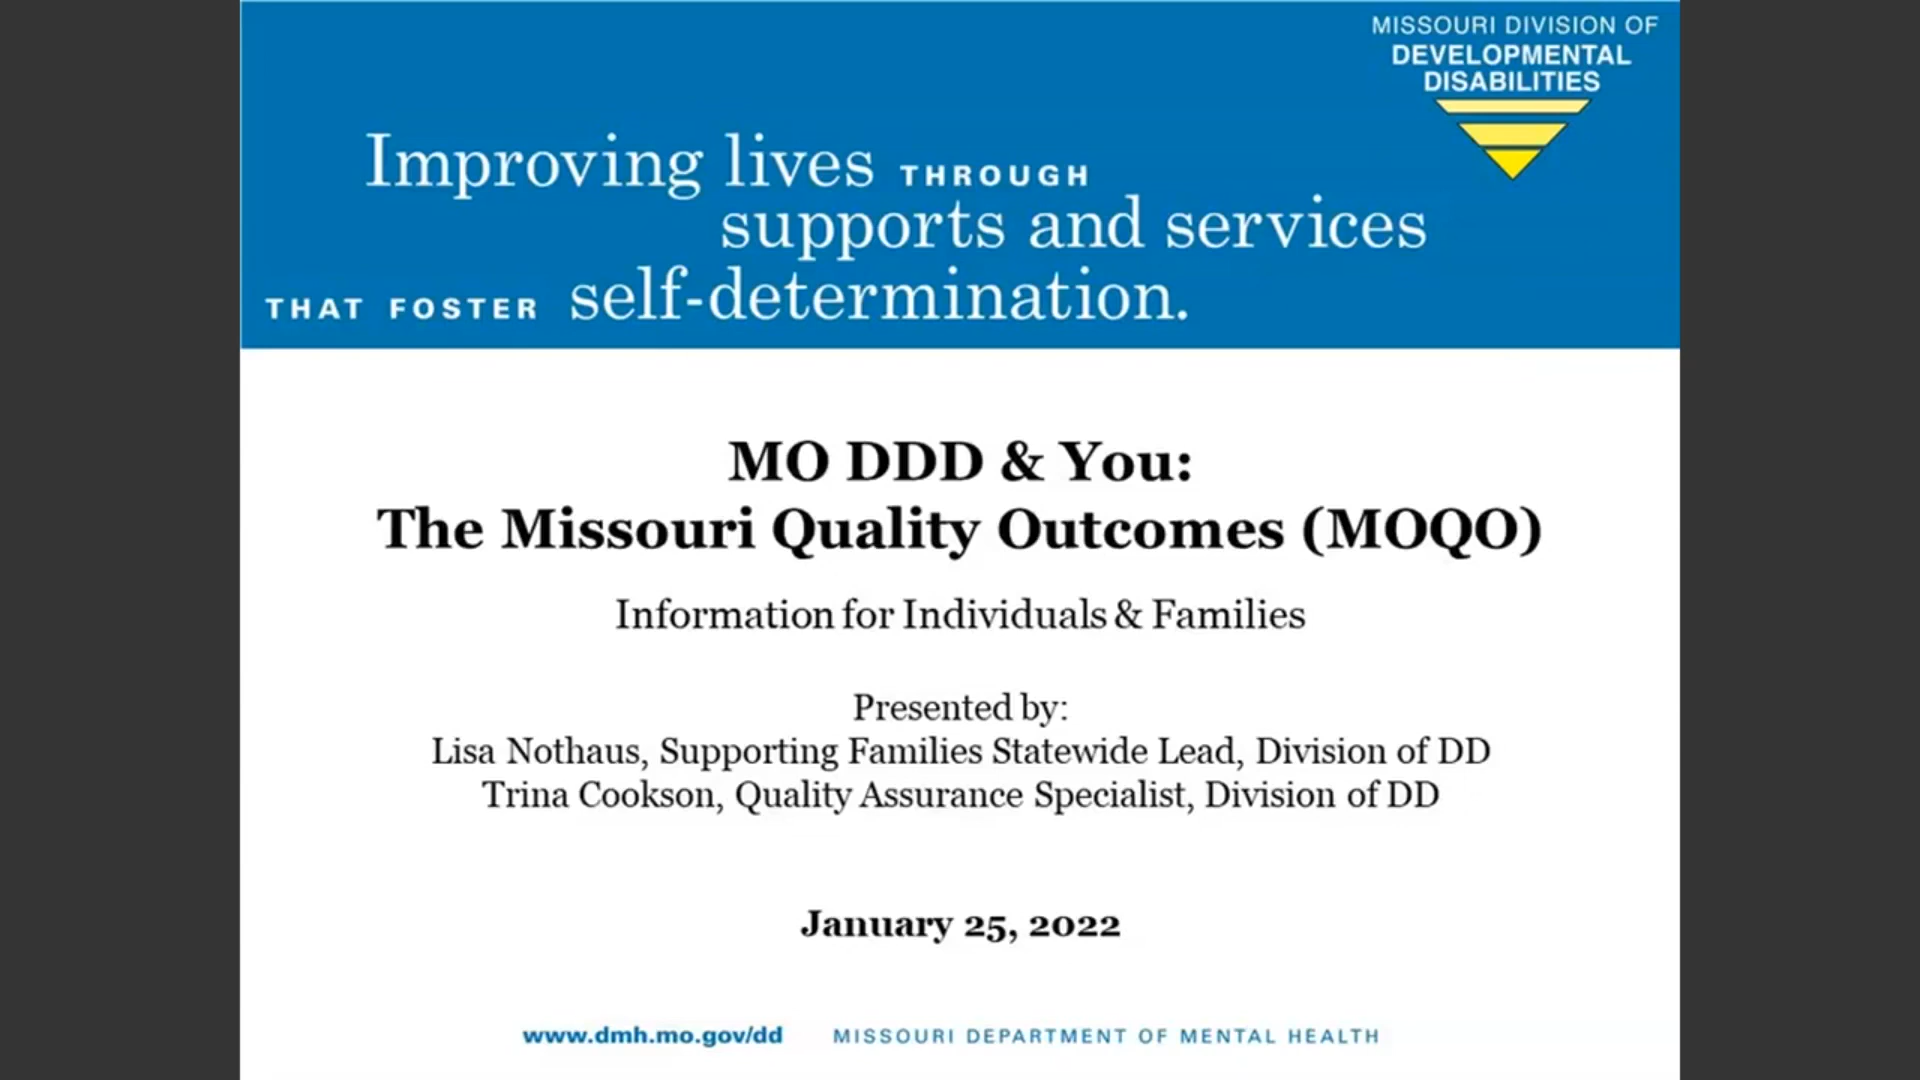 MISSOURI DIVISION OF
DEVELOPMENTAL
DISABILITIES
Improving lives THROUGH
supports and services
THAT FOSTER self-determination.
MO DDD & You:
The Missouri Quality Outcomes (MOQO)
Information for Individuals & Families
Presented by:
Lisa Nothaus, Supporting Families Statewide Lead, Division of DD
Trina Cookson, Quality Assurance Specialist, Division of DD
January 25, 2022
www.dmh.mo.gov/dd MISSOURI DEPARTMENT OF MENTAL HEALTH